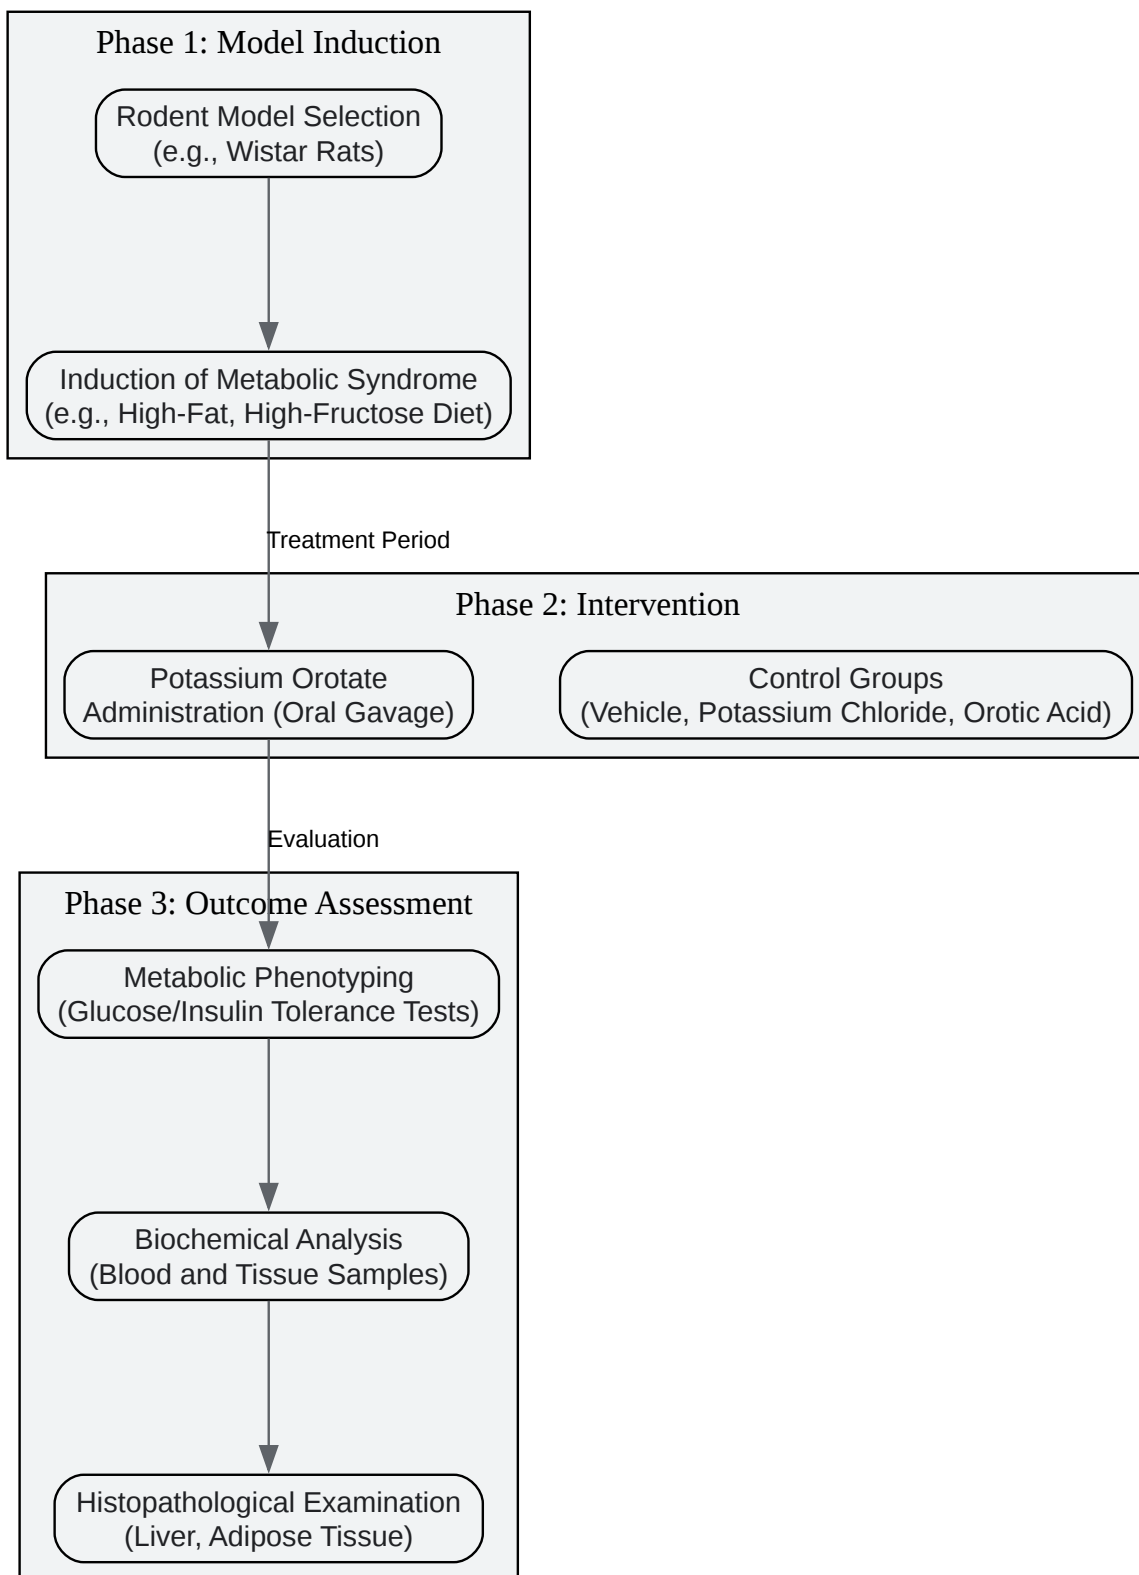 Phase 1: Model Induction
Rodent Model Selection
(e.g., Wistar Rats)
Induction of Metabolic Syndrome
(e.g., High-Fat, High-Fructose Diet)
Treatment Period
Phase 2: Intervention
Potassium Orotate
Administration (Oral Gavage)
Control Groups
(Vehicle, Potassium Chloride, Orotic Acid)
Evaluation
Phase 3: Outcome Assessment
Metabolic Phenotyping
(Glucose/Insulin Tolerance Tests)
Biochemical Analysis
(Blood and Tissue Samples)
Histopathological Examination
(Liver, Adipose Tissue)